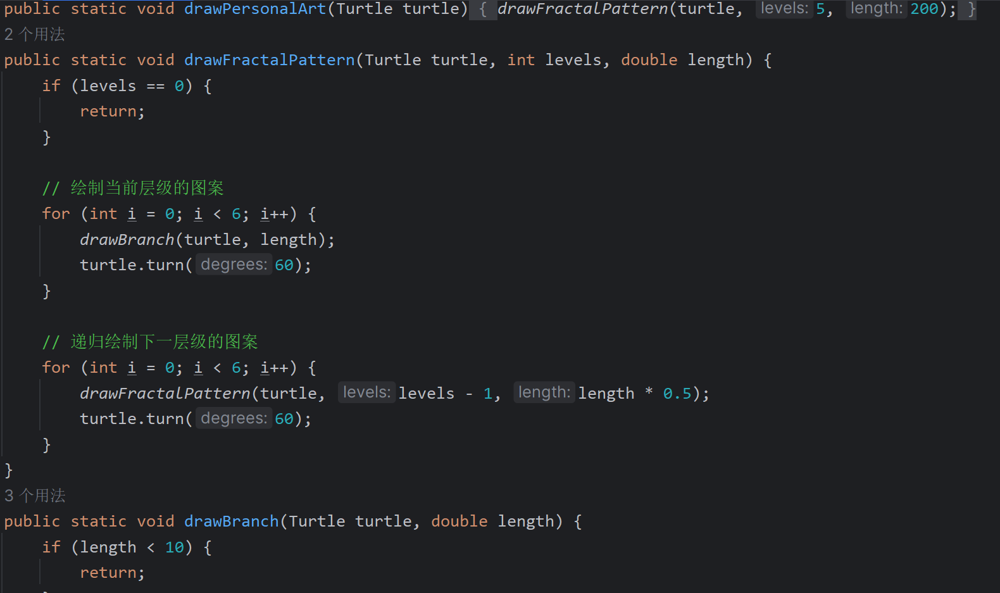 public static void drawPersonalArt(Turtle turtle) { drawFractalPattern(turtle, levels: 5, length: 200); }
2 个用法
public static void drawFractalPattern(Turtle turtle, int levels, double length) {
if (levels == 0) {
return;
}
// 绘制当前层级的图案
for (int i = 0; i < 6; i++) {
drawBranch(turtle, length);
turtle.turn( degrees: 60);
}
// 递归绘制下一层级的图案
for (int i = 0; i < 6; i++) {
drawFractalPattern(turtle, levels: levels - 1, length: length * 0.5);
turtle.turn( degrees: 60);
}
}
3 个用法
public static void drawBranch(Turtle turtle, double length) {
if (length < 10) {
return;